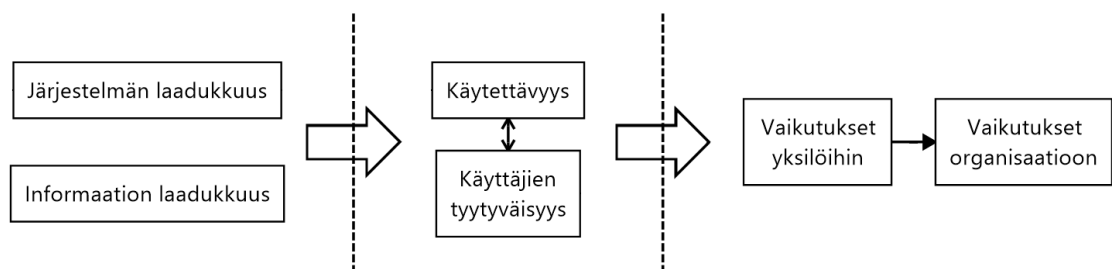 Järjestelmän laadukkuus
Informaation laadukkuus
Käytettävyys
Käyttäjien
tyytyväisyys
Vaikutukset
yksilöihin
Vaikutukset
organisaatioon